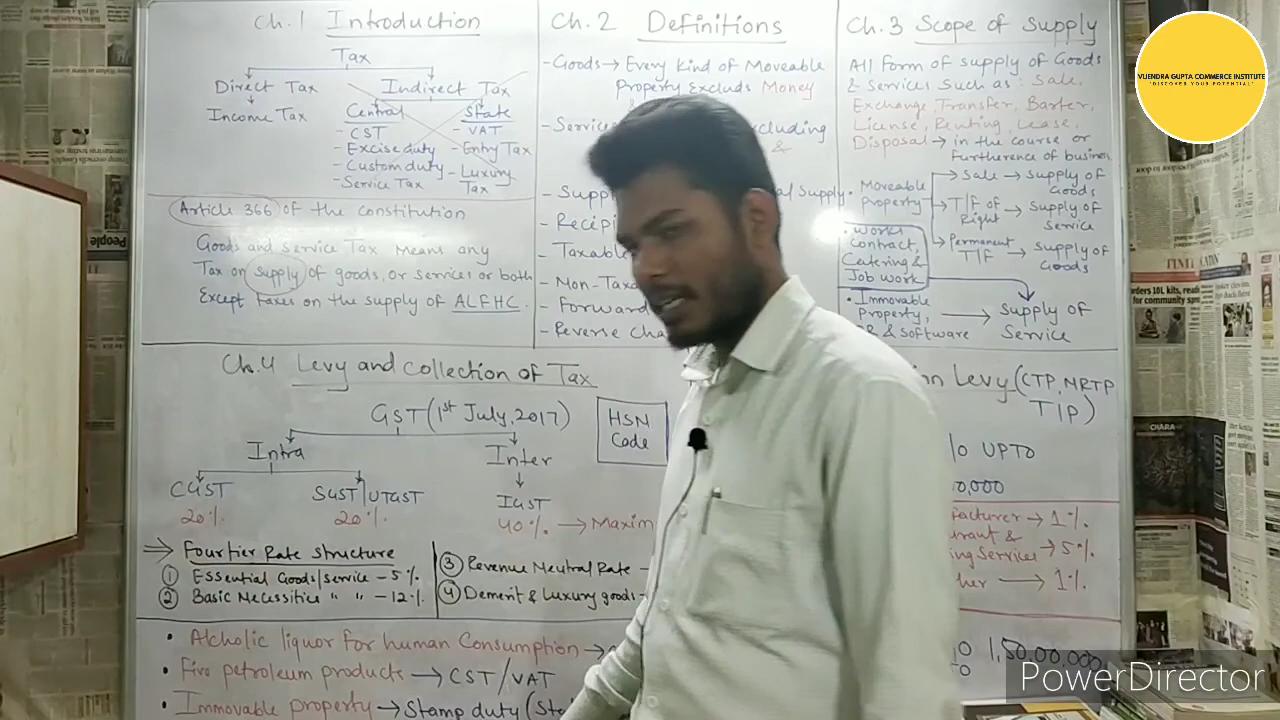 Ch.1 Introduction
Tax
Direct Tax
Indirect Tax
Income Tax
Central
State
- CST
- Excise duty
- Custom duty
- Service Tax
- VAT
- Entry Tax
- Luxury
Tax
Article 366 of the constitution
Goods and service Tax Means any
Tax on supply of goods, or services or both
Except taxes on the supply of ALFHC.
Ch.2 Definitions
- Goods → Every kind of Moveable
Property Excludes Money
&
- Servic
cluding
&
- Supp
al Supply
- Recipi
- Taxable
- Non-Taxa
- Forward
- Reverse Cha
Ch.3 Scope of Supply
All form of supply of Goods
& Services such as : Sale,
Exchange, Transfer, Barter,
License, Renting, Lease,
Disposal → in the course or
Furtherence of business
• Moveable
property
Sale → Supply of
Goods
T/F of
Right → Supply of
Service
Permanent
T/F → Supply of
Goods
• Works
contract,
Catering &
Job work
• Immovable
Property,
R & Software
→ Supply of
Service
Ch.4 Levy and collection of Tax
GST (1st July, 2017)
HSN
Code
Intra
Inter
CGST
20%
SGST/UTGST
20%
IGST
40% → Maxim
⇒ Fourtier Rate structure
① Essential Goods/service - 5%
② Basic Necessities " " - 12%
③ Revenue Neutral Rate -
④ Demerit & Luxury goods -
• Alcholic liquor for human Consumption →
• Five petroleum products → CST/VAT
• Immovable property → Stamp duty (Sta
n Levy (CTP, NRTP
TIP)
UPTO
0,000
facturer → 1%
urant &
ing Services → 5%
her → 1%
1,50,00,000
VIJENDRA GUPTA COMMERCE INSTITUTE
"DISCOVER YOUR POTENTIAL"
PowerDirector